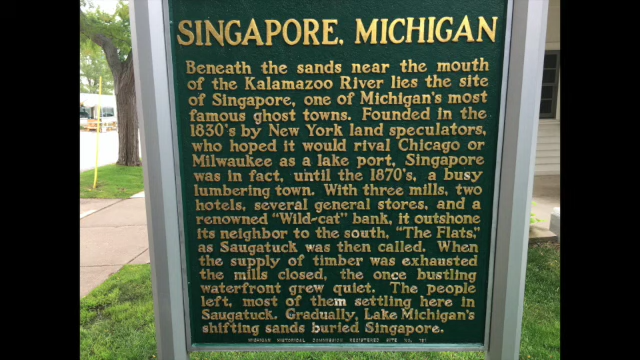 SINGAPORE, MICHIGAN
Beneath the sands near the mouth
of the Kalamazoo River lies the site
of Singapore, one of Michigan's most
famous ghost towns. Founded in the
1830's by New York land speculators,
who hoped it would rival Chicago or
Milwaukee as a lake port, Singapore
was in fact, until the 1870's, a busy
lumbering town. With three mills, two
hotels, several general stores, and a
renowned "Wild-cat" bank, it outshone
its neighbor to the south, "The Flats,"
as Saugatuck was then called. When
the supply of timber was exhausted
the mills closed, the once bustling
waterfront grew quiet. The people
left, most of them settling here in
Saugatuck. Gradually, Lake Michigan's
shifting sands buried Singapore.
MICHIGAN HISTORICAL COMMISSION REGISTERED SITE NO.